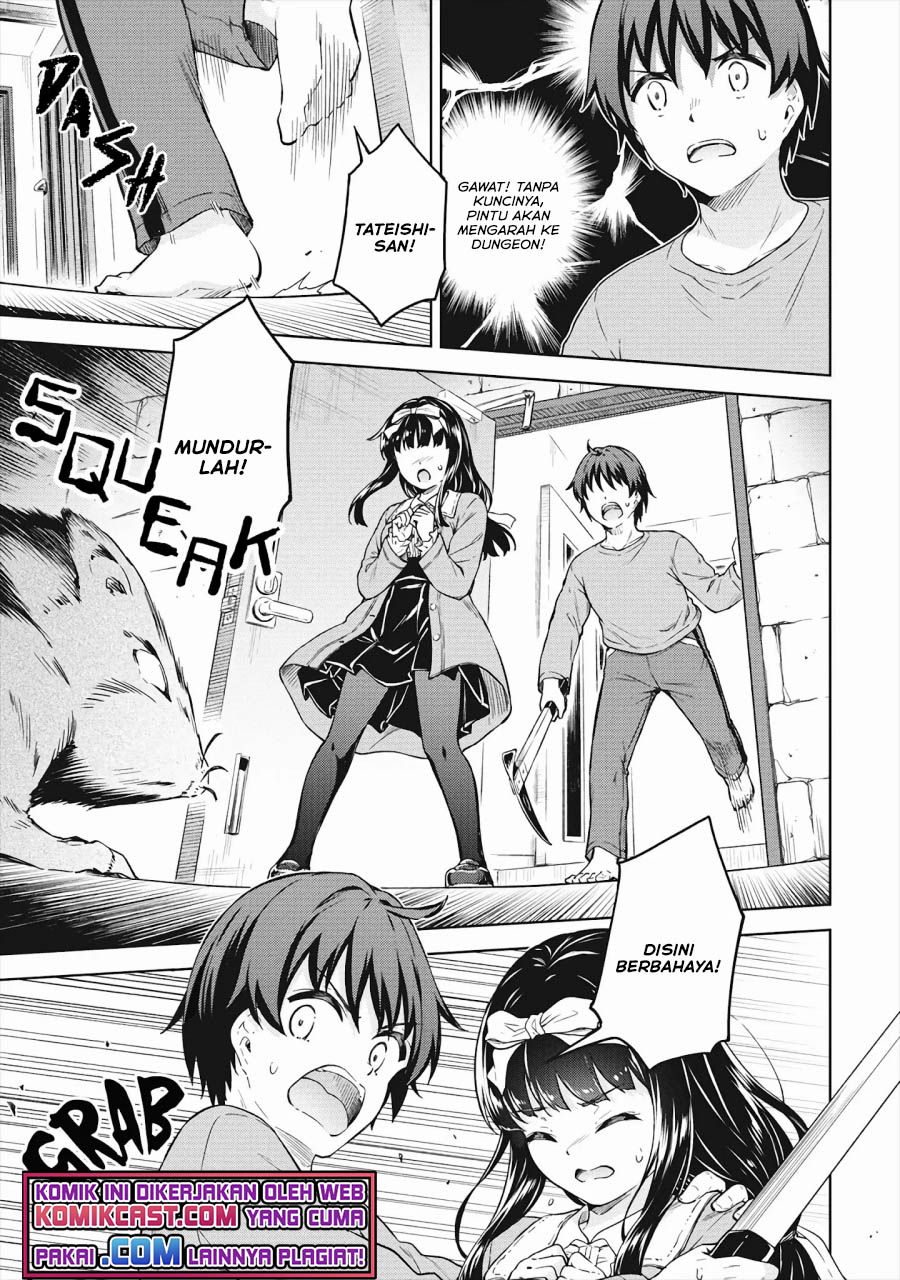 GAWAT! TANPA
KUNCINYA,
PINTU AKAN
MENGARAH KE
DUNGEON!
TATEISHI-
SAN!
DASH
MUNDUR-
LAH!
SQUEAK
DISINI
BERBAHAYA!
GRAB
KOMIK INI DIKERJAKAN OLEH WEB
KOMIKCAST.COM YANG CUMA
PAKAI .COM LAINNYA PLAGIAT!